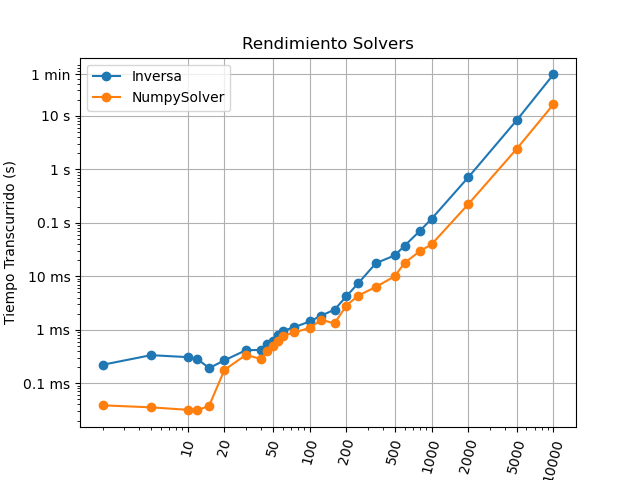 Rendimiento Solvers
Inversa
NumpySolver
Tiempo Transcurrido (s)
1 min
10 s
1 s
0.1 s
10 ms
1 ms
0.1 ms
10
20
50
100
200
500
1000
2000
5000
10000